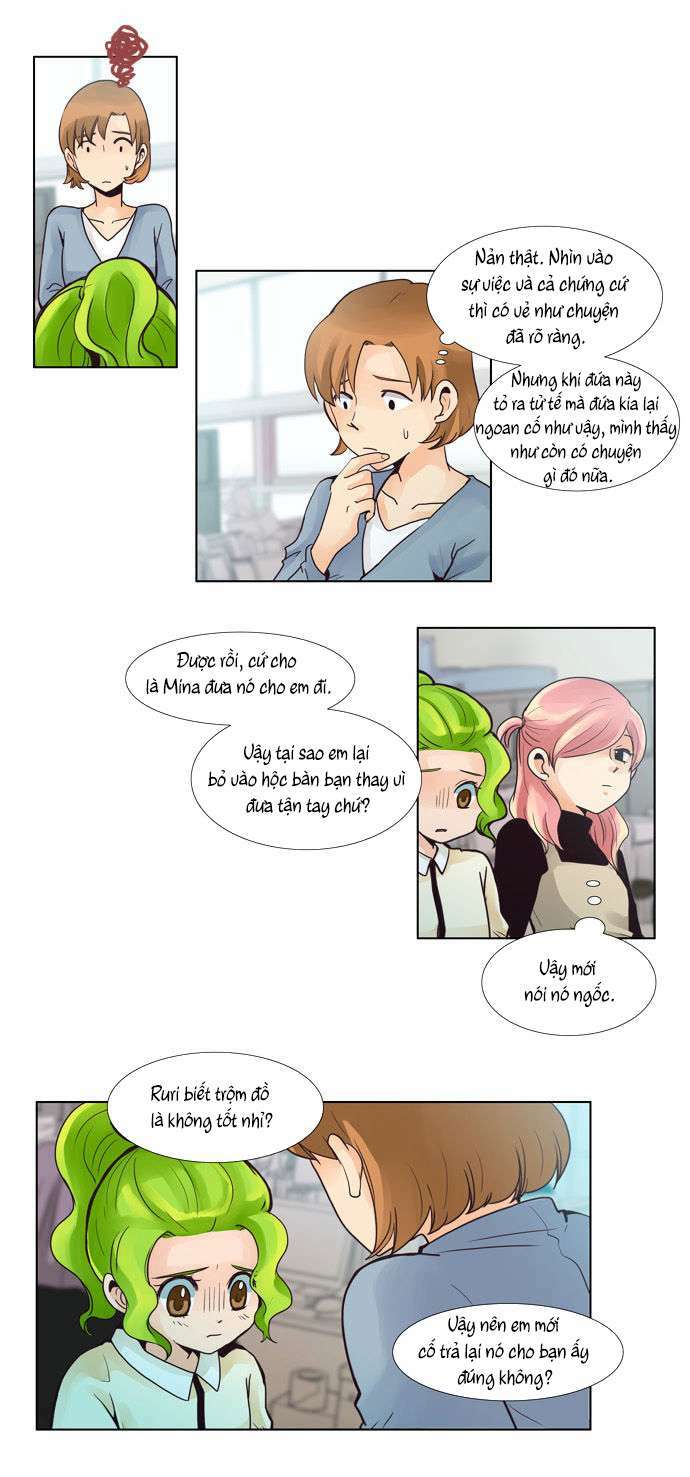 Nản thật. Nhìn vào
sự việc và cả chứng cứ
thì có vẻ như chuyện
đã rõ ràng.
Nhưng khi đứa này
tỏ ra tử tế mà đứa kia lại
ngoan cố như vậy, mình thấy
như còn có chuyện
gì đó nữa.
Được rồi, cứ cho
là Mina đưa nó cho em đi.
Vậy tại sao em lại
bỏ vào hộc bàn bạn thay vì
đưa tận tay chứ?
Vậy mới
nói nó ngốc.
Ruri biết trộm đồ
là không tốt nhỉ?
Vậy nên em mới
cố trả lại nó cho bạn ấy
đúng không?